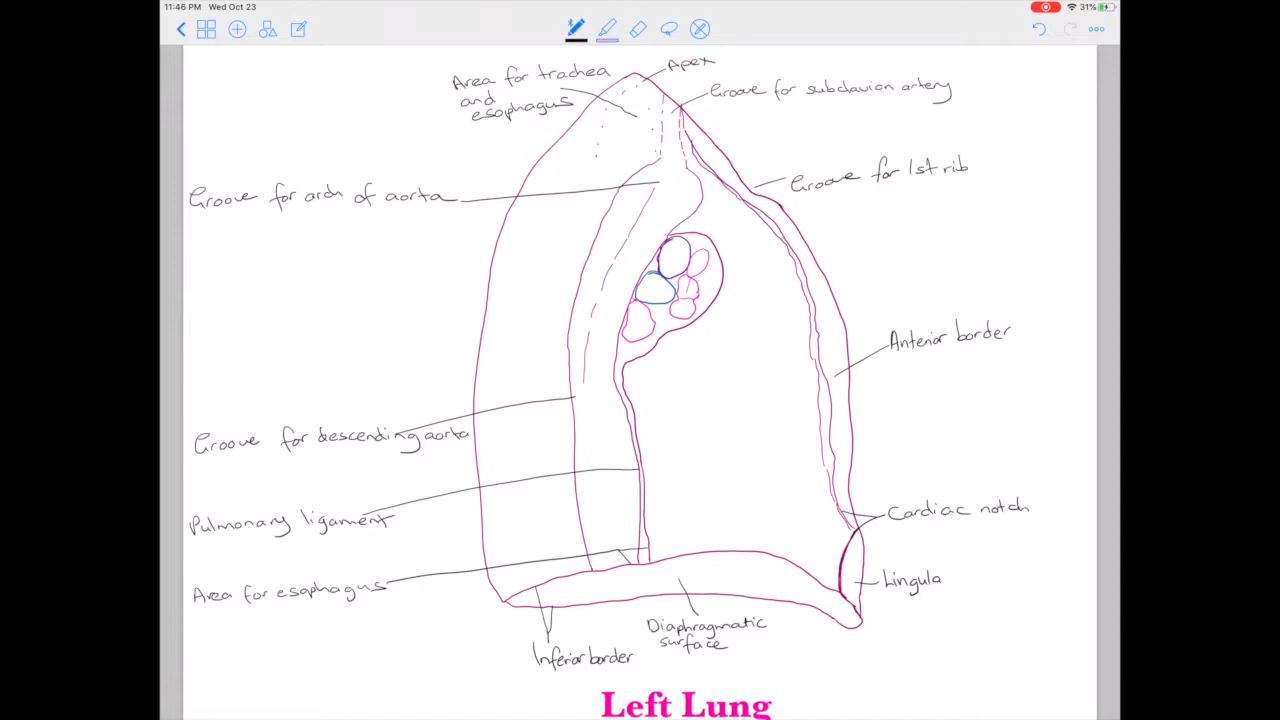 11:46 PM Wed Oct 23
31%
Area for trachea
and
esophagus
Apex
Groove for subclavian artery
Groove for 1st rib
Groove for arch of aorta
Anterior border
Groove for descending aorta
Pulmonary ligament
Cardiac notch
Area for esophagus
Lingula
Diaphragmatic
surface
Inferior border
Left Lung